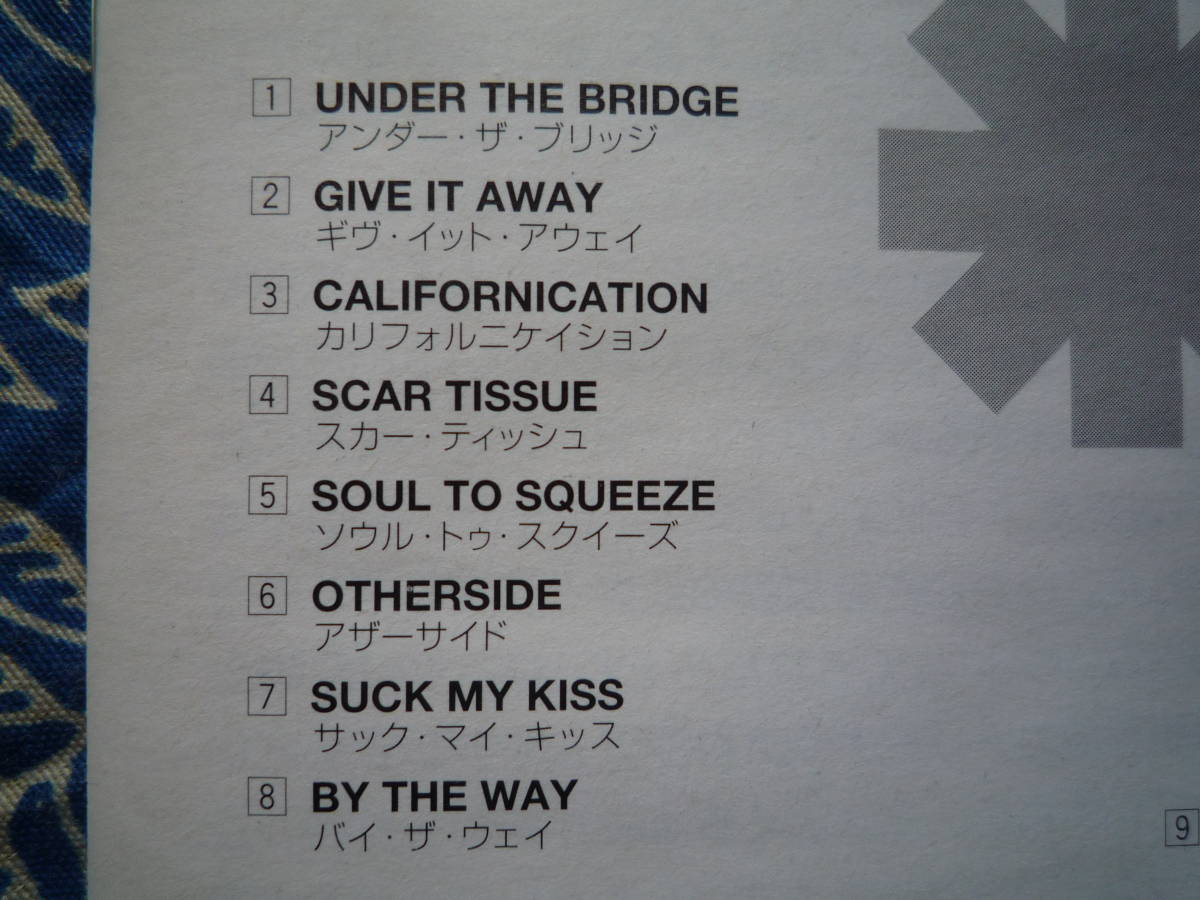 1 UNDER THE BRIDGE
アンダー・ザ・ブリッジ
2 GIVE IT AWAY
ギヴ・イット・アウェイ
3 CALIFORNICATION
カリフォルニケイション
4 SCAR TISSUE
スカー・ティッシュ
5 SOUL TO SQUEEZE
ソウル・トゥ・スクイーズ
6 OTHERSIDE
アザーサイド
7 SUCK MY KISS
サック・マイ・キッス
8 BY THE WAY
バイ・ザ・ウェイ
9